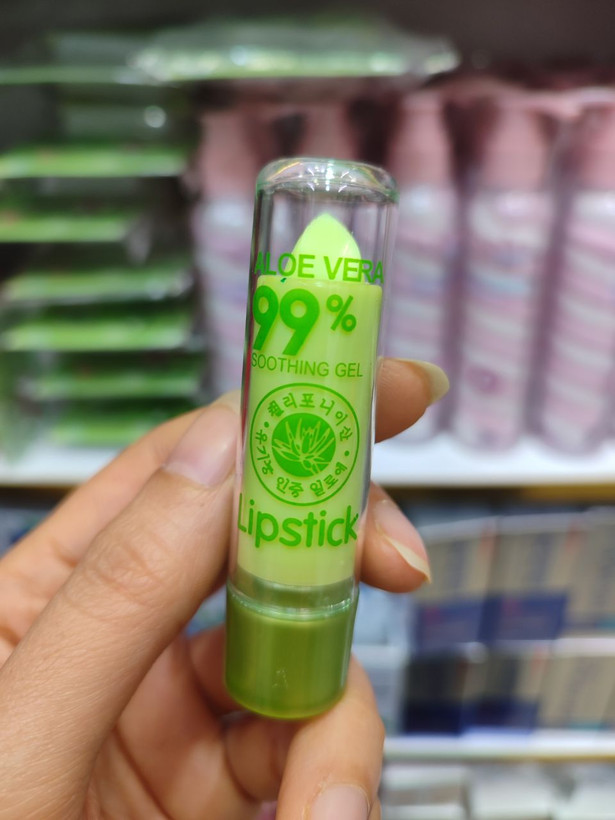 ALOE VERA
99%
SOOTHING GEL
캘리포니아산
유기농 인증 알로에
Lipstick